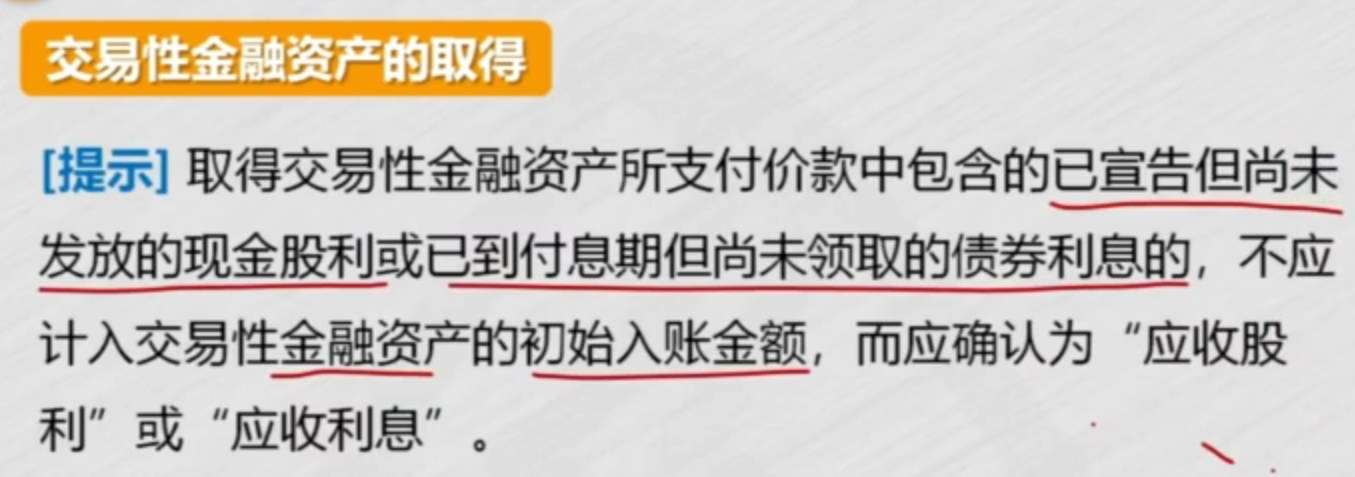 交易性金融资产的取得
[提示] 取得交易性金融资产所支付价款中包含的已宣告但尚未
发放的现金股利或已到付息期但尚未领取的债券利息的，不应
计入交易性金融资产的初始入账金额，而应确认为“应收股
利”或“应收利息”。